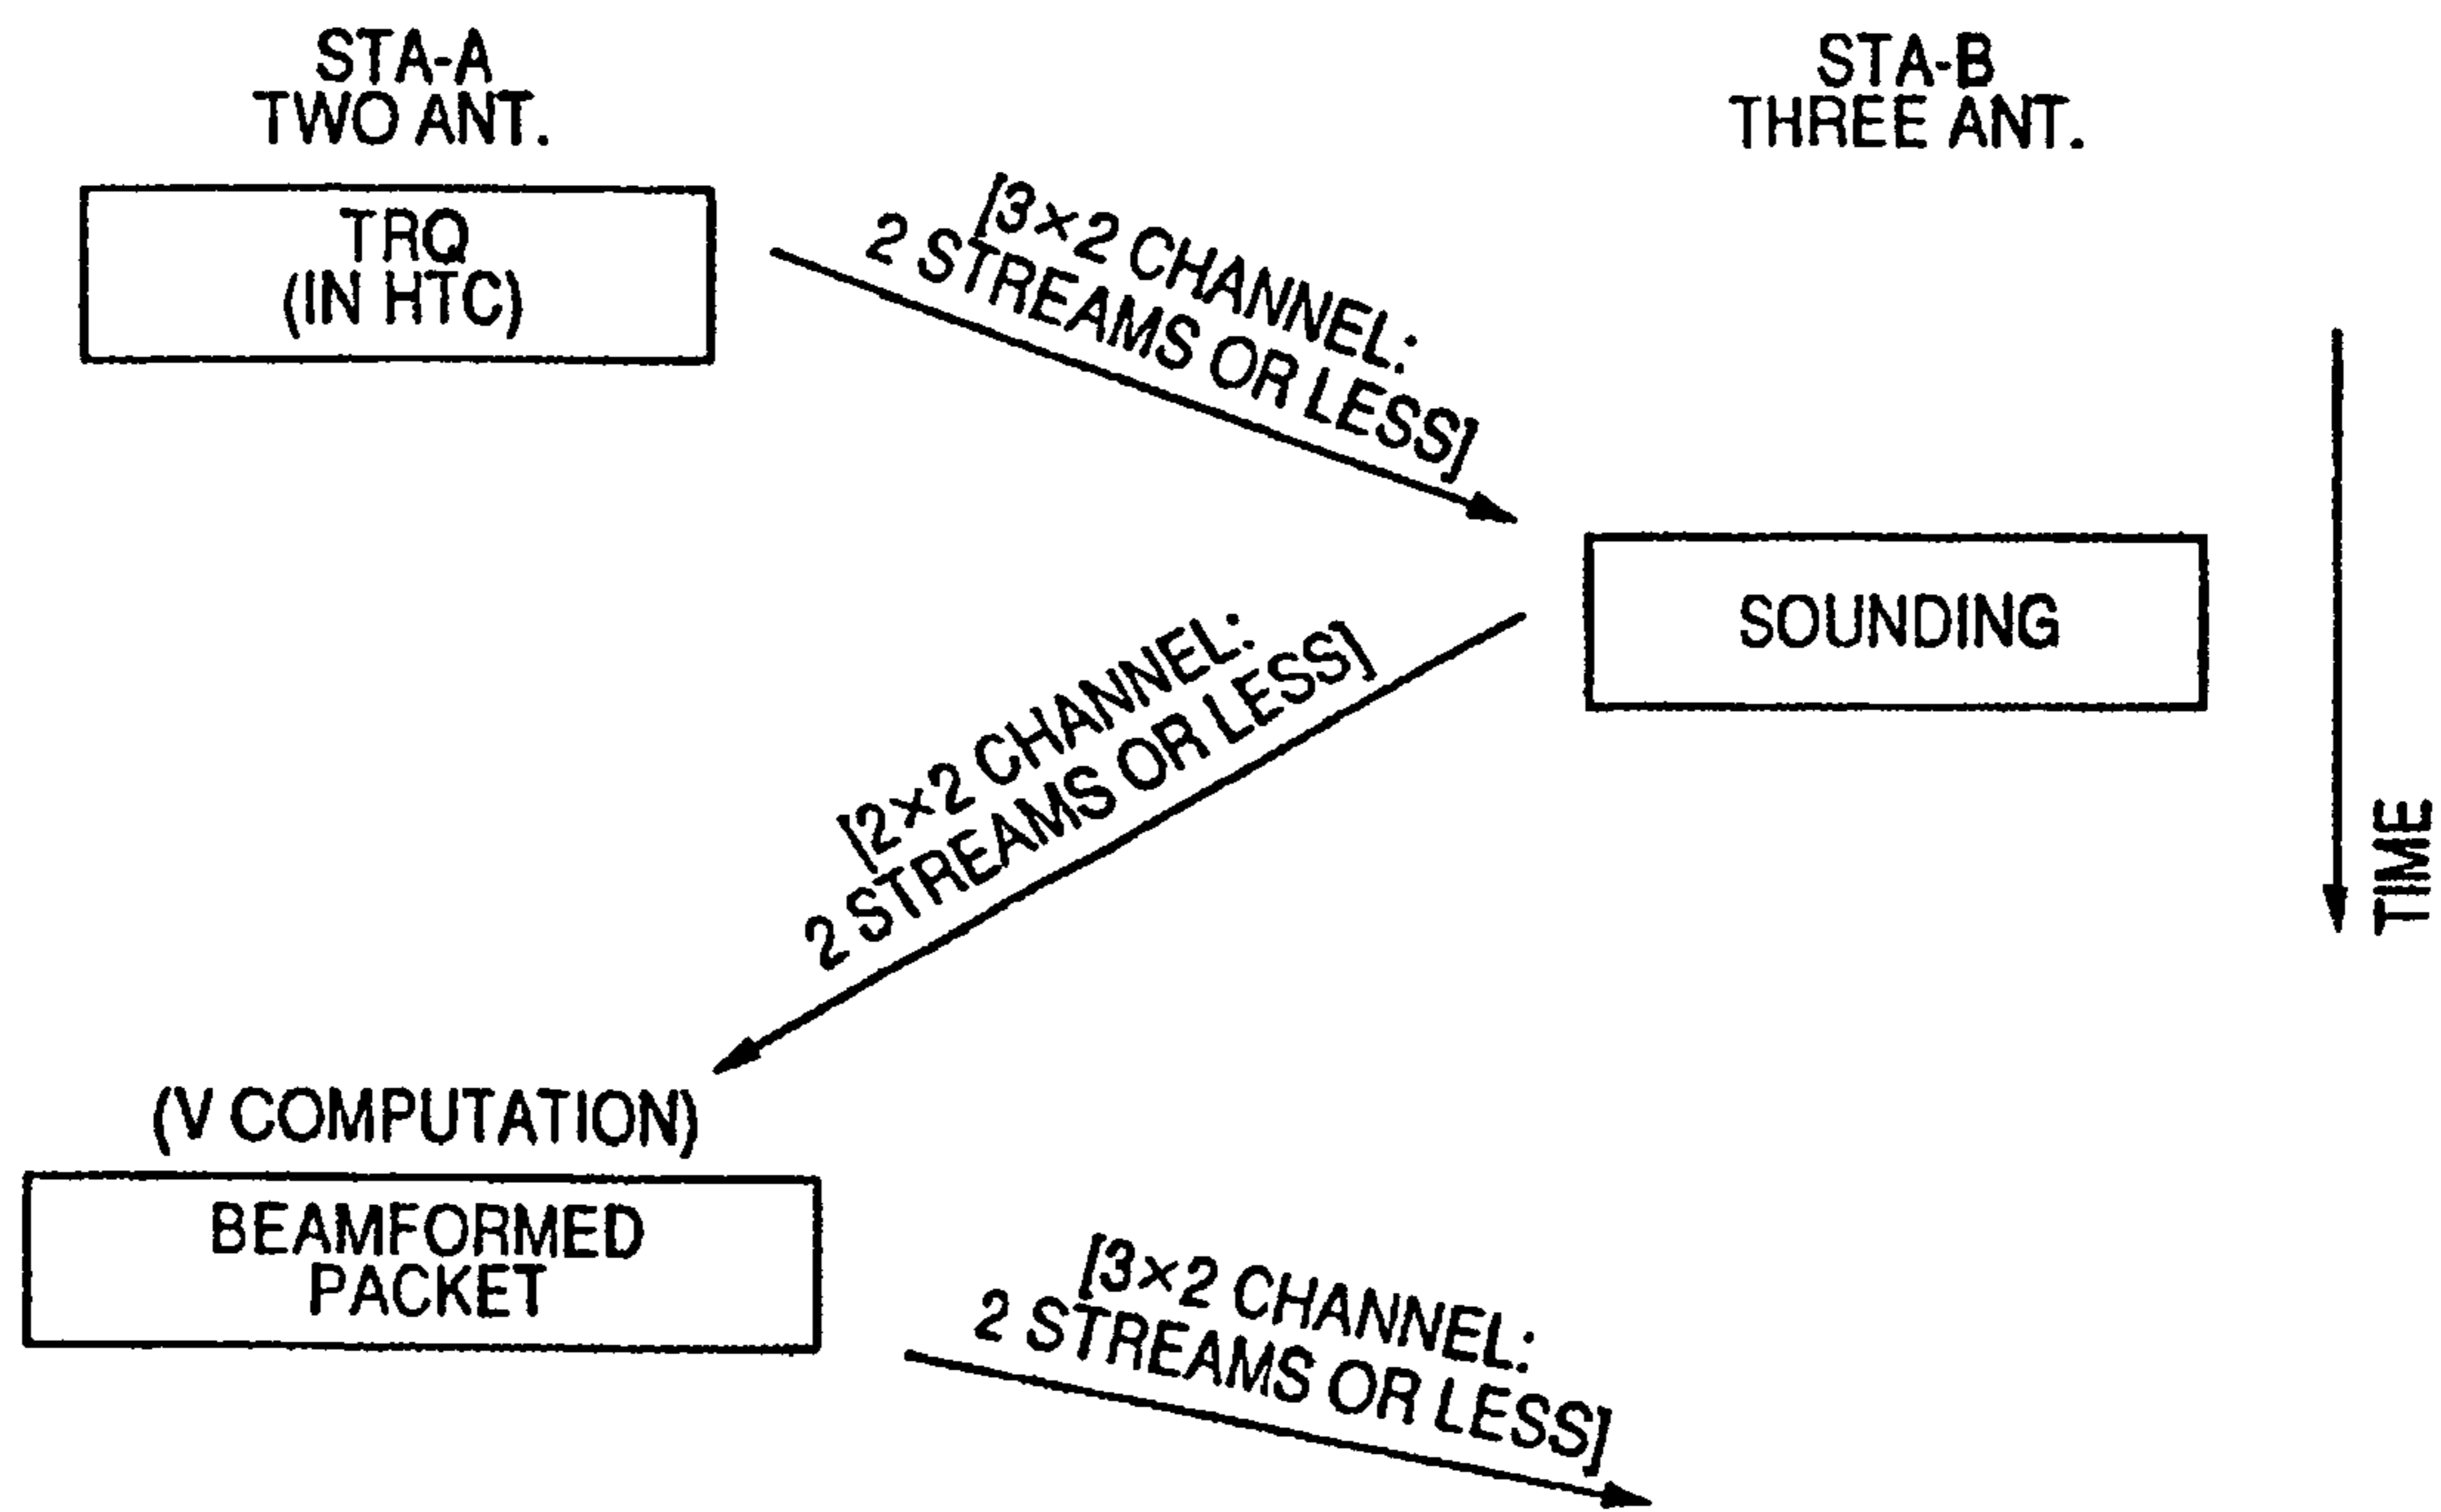 STA-A
TWO ANT.
STA-B
THREE ANT.
TRQ
(IN HTC)
[3×2 CHANNEL:
2 STREAMS OR LESS]
SOUNDING
[2×2 CHANNEL:
2 STREAMS OR LESS]
TIME
(V COMPUTATION)
BEAMFORMED
PACKET
[3×2 CHANNEL:
2 STREAMS OR LESS]